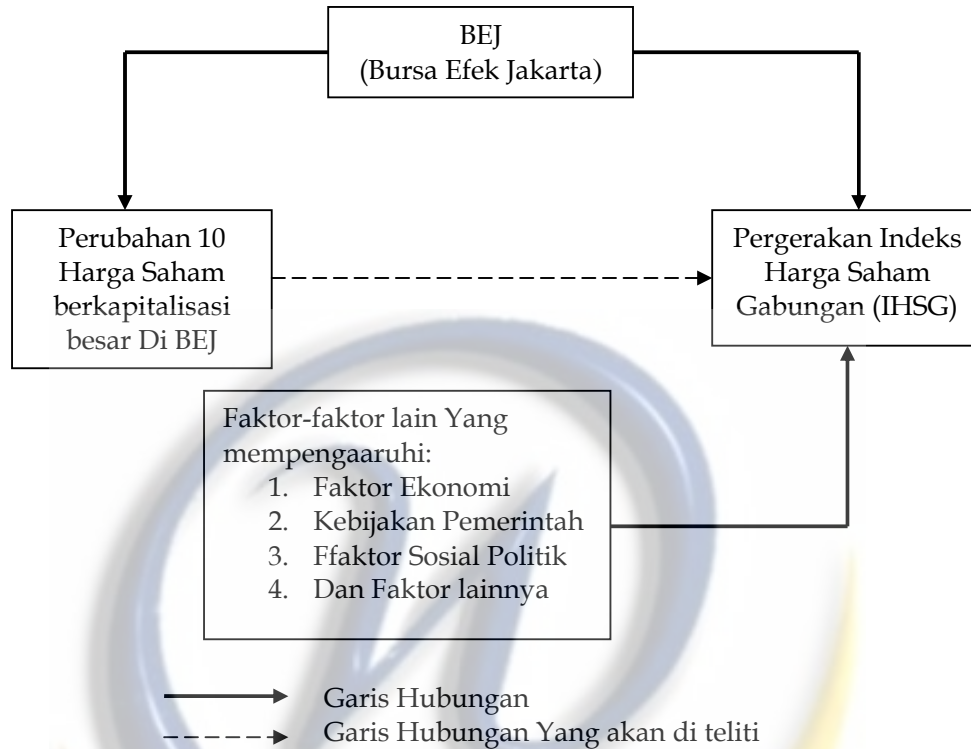 BEJ
(Bursa Efek Jakarta)
Perubahan 10
Harga Saham
berkapitalisasi
besar Di BEJ
Pergerakan Indeks
Harga Saham
Gabungan (IHSG)
Faktor-faktor lain Yang
mempengaaruhi:
1. Faktor Ekonomi
2. Kebijakan Pemerintah
3. Ffaktor Sosial Politik
4. Dan Faktor lainnya
Garis Hubungan
Garis Hubungan Yang akan di teliti